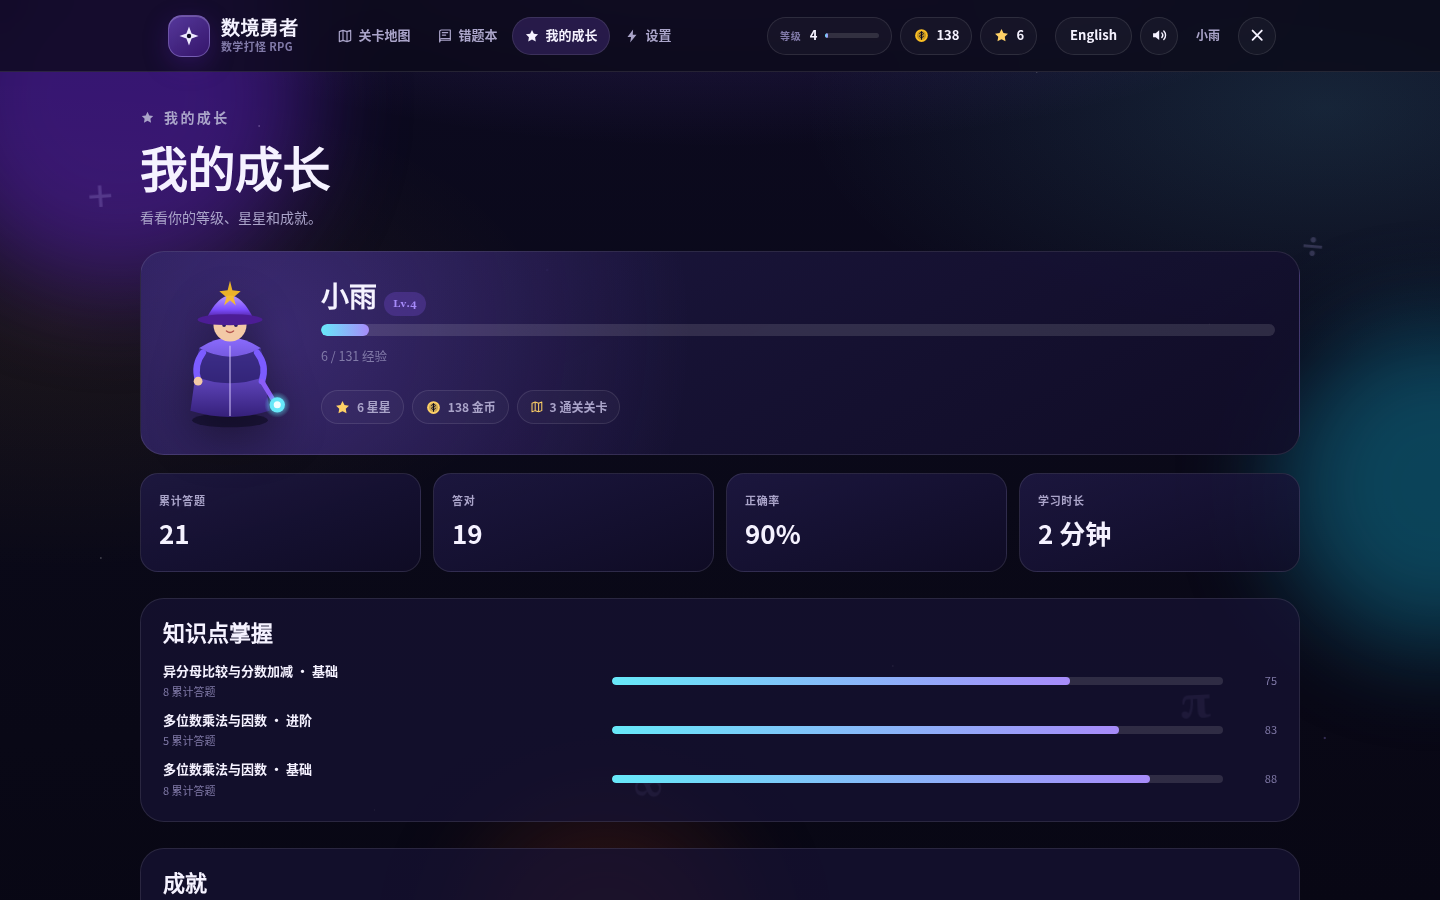 数境勇者
数学打怪 RPG
关卡地图
错题本
我的成长
设置
等级 4
138
6
English
小雨
我的成长
我的成长
看看你的等级、星星和成就。
小雨 Lv.4
6 / 131 经验
6 星星
138 金币
3 通关关卡
累计答题
21
答对
19
正确率
90%
学习时长
2 分钟
知识点掌握
异分母比较与分数加减 · 基础
8 累计答题
75
多位数乘法与因数 · 进阶
5 累计答题
83
多位数乘法与因数 · 基础
8 累计答题
88
成就
+
÷
π
∞